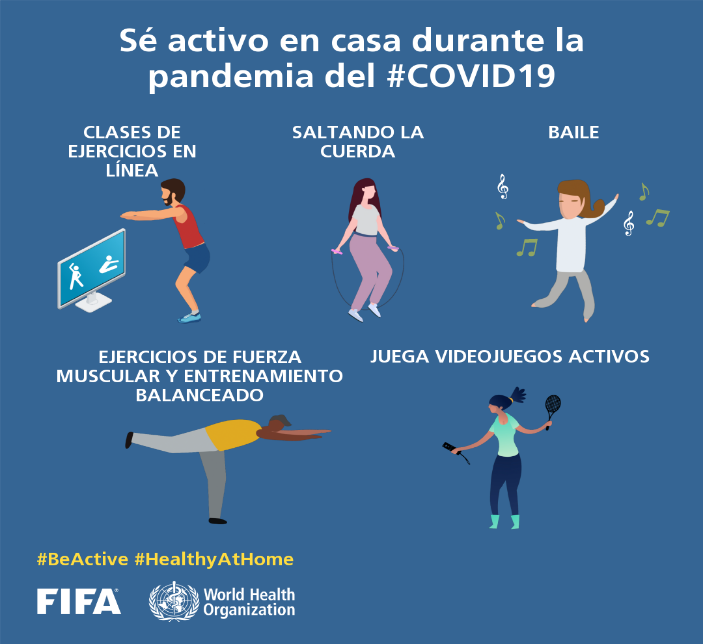 Sé activo en casa durante la
pandemia del #COVID19
CLASES DE
EJERCICIOS EN
LÍNEA
SALTANDO LA
CUERDA
BAILE
EJERCICIOS DE FUERZA
MUSCULAR Y ENTRENAMIENTO
BALANCEADO
JUEGA VIDEOJUEGOS ACTIVOS
#BeActive #HealthyAtHome
FIFA®
World Health
Organization